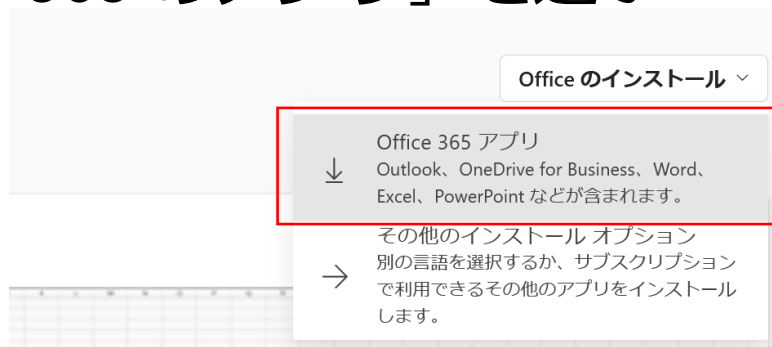 Office のインストール
Office 365 アプリ
Outlook、OneDrive for Business、Word、
Excel、PowerPoint などが含まれます。
その他のインストール オプション
別の言語を選択するか、サブスクリプション
で利用できるその他のアプリをインストール
します。